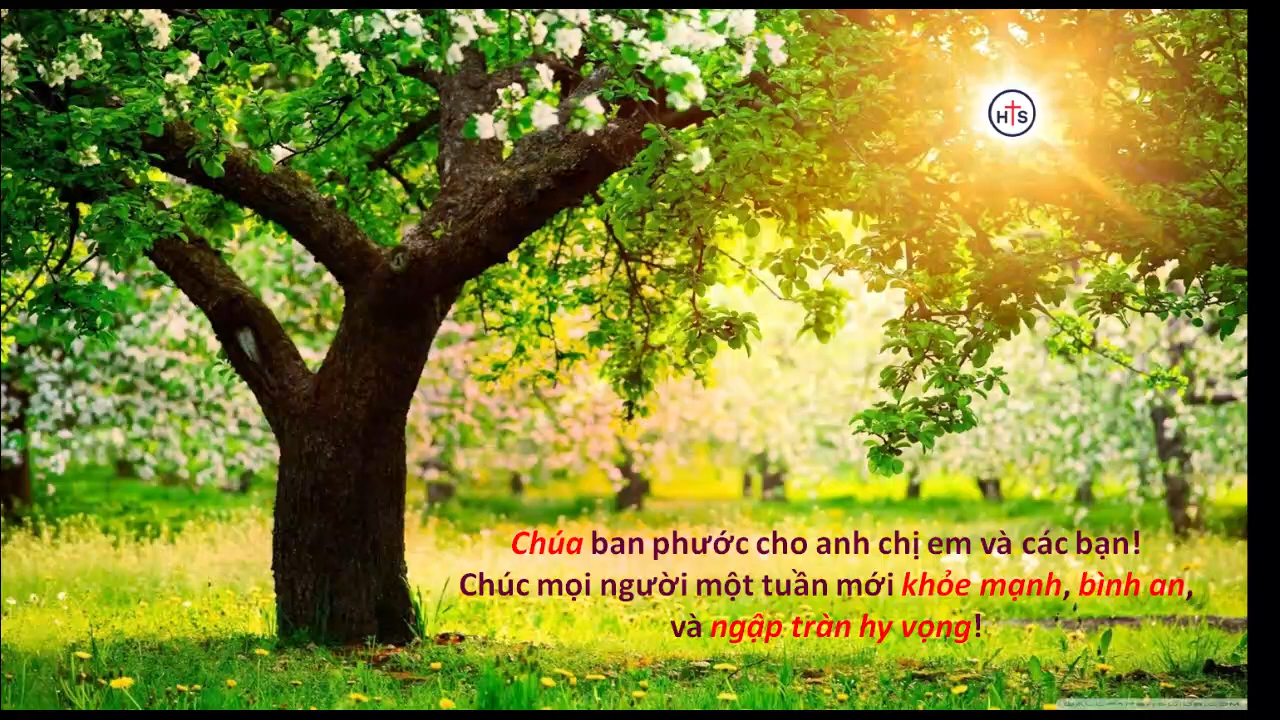 HTS
Chúa ban phước cho anh chị em và các bạn!
Chúc mọi người một tuần mới khỏe mạnh, bình an,
và ngập tràn hy vọng!